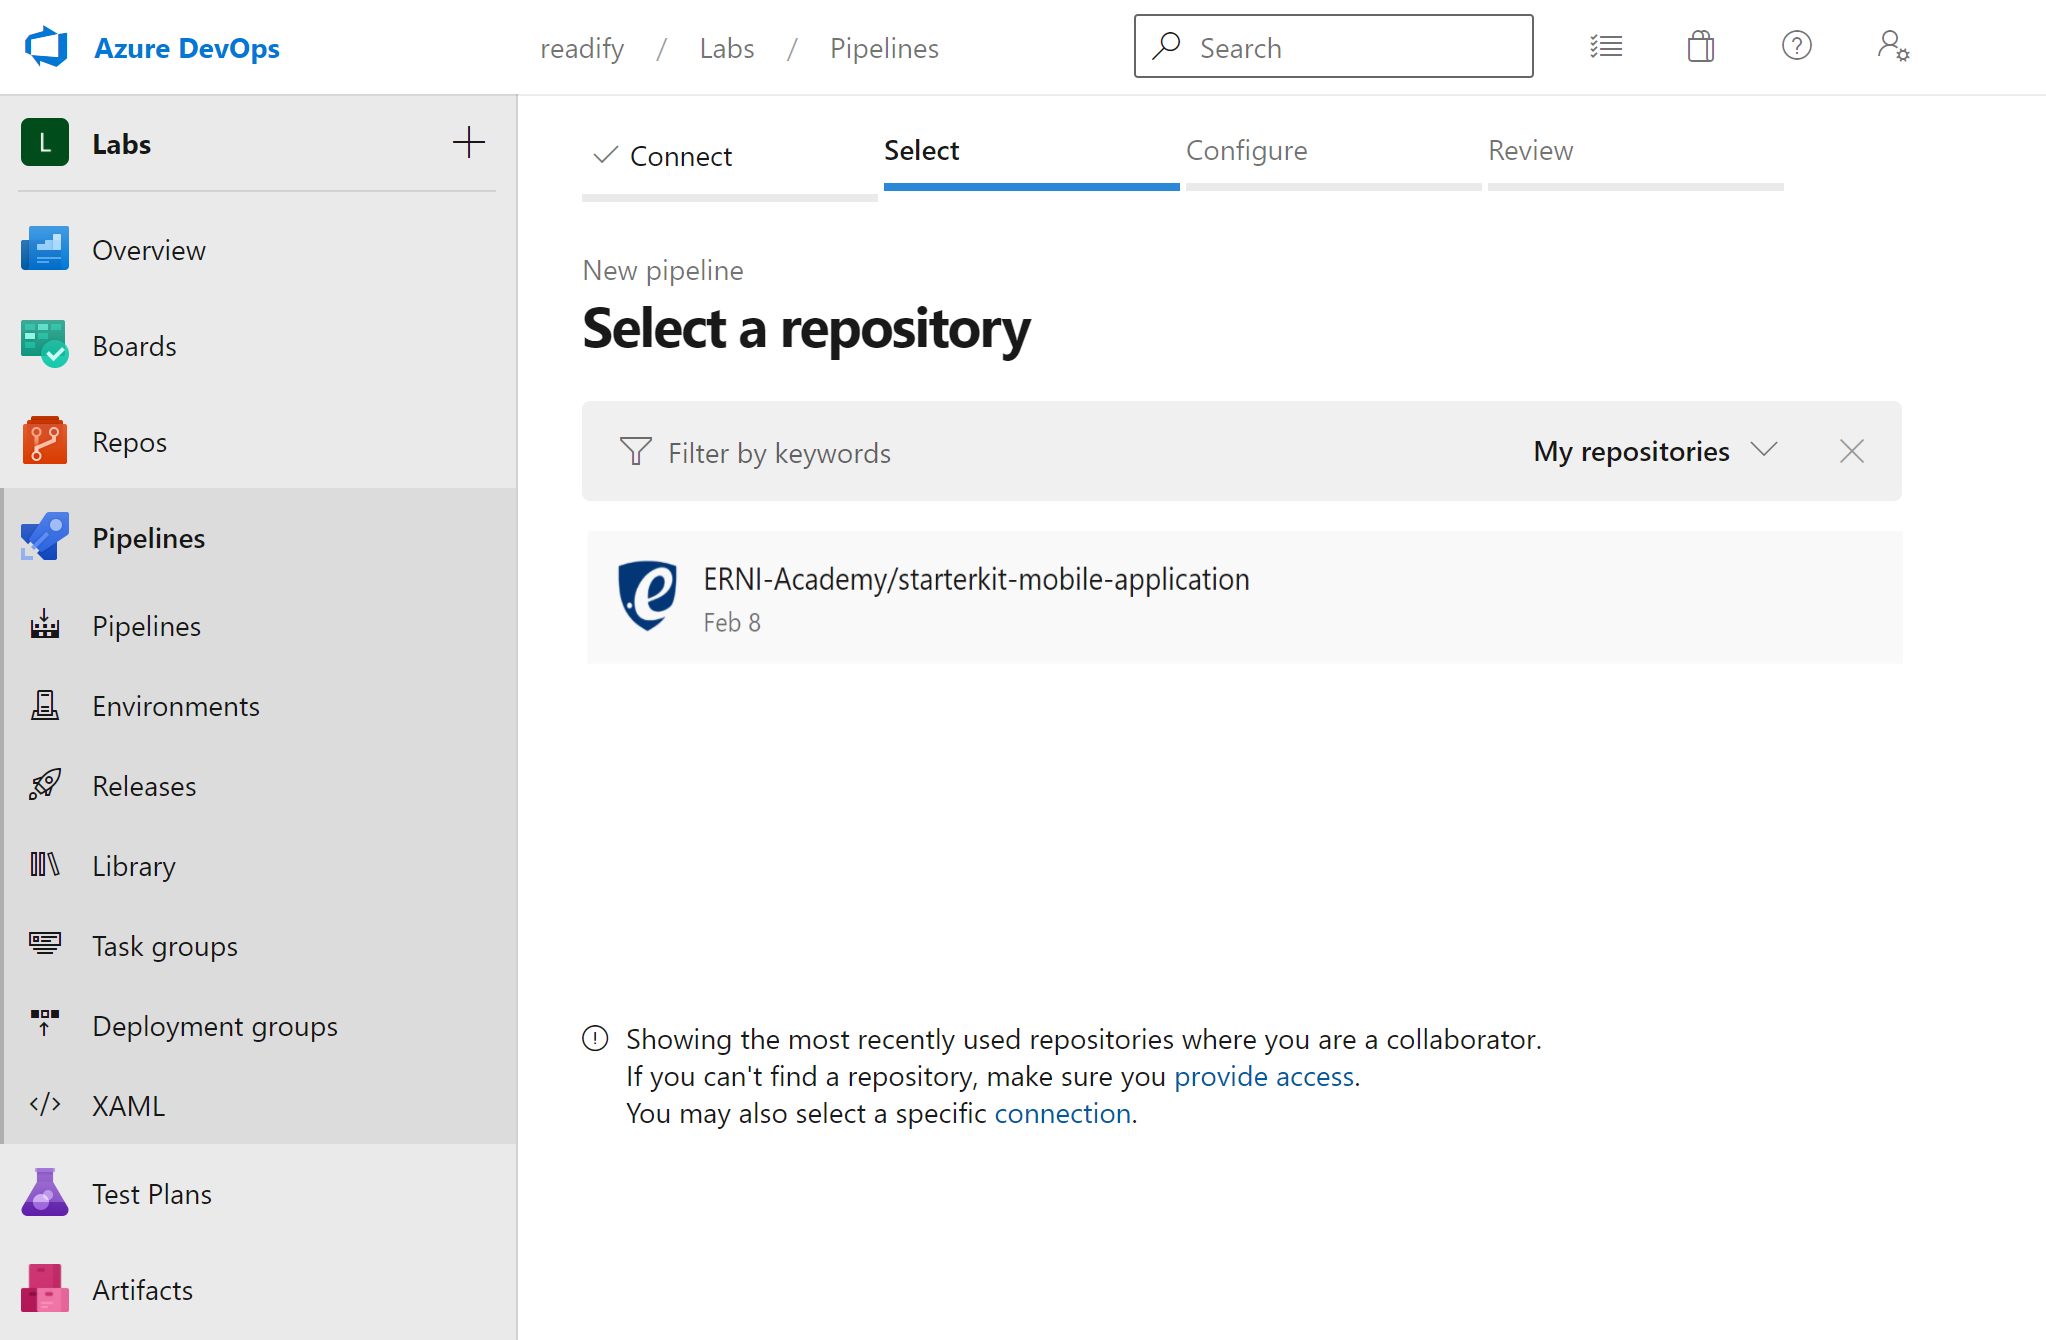 Azure DevOps
readify / Labs / Pipelines
Search
L Labs
Overview
Boards
Repos
Pipelines
Pipelines
Environments
Releases
Library
Task groups
Deployment groups
XAML
Test Plans
Artifacts
Connect
Select
Configure
Review
New pipeline
Select a repository
Filter by keywords
My repositories
ERNI-Academy/starterkit-mobile-application
Feb 8
Showing the most recently used repositories where you are a collaborator.
If you can't find a repository, make sure you provide access.
You may also select a specific connection.